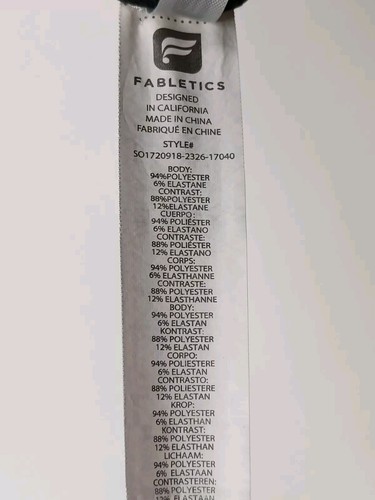 FABLETICS
DESIGNED
IN CALIFORNIA
MADE IN CHINA
FABRIQUÉ EN CHINE
STYLE#
SO1720918-2326-17040
BODY:
94%POLYESTER
6% ELASTANE
CONTRAST:
88%POLYESTER
12%ELASTANE
CUERPO:
94% POLIÉSTER
6% ELASTANO
CONTRASTE:
88% POLIÉSTER
12% ELASTANO
CORPS:
94% POLYESTER
6% ELASTHANNE
CONTRASTE:
88% POLYESTER
12% ELASTHANNE
BODY:
94% POLYESTER
6% ELASTAN
KONTRAST:
88% POLYESTER
12% ELASTAN
CORPO:
94% POLIESTERE
6% ELASTAN
CONTRASTO:
88% POLIESTERE
12% ELASTAN
KROP:
94% POLYESTER
6% ELASTHAN
KONTRAST:
88% POLYESTER
12% ELASTHAN
LICHAAM:
94% POLYESTER
6% ELASTAAN
CONTRASTEREN:
88% POLYESTER
12% ELASTAAN